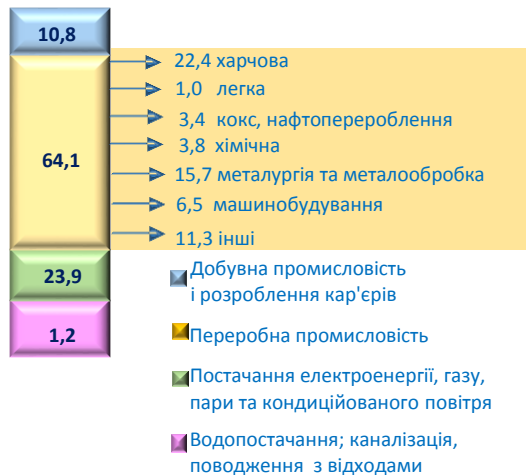 10,8
64,1
23,9
1,2
22,4 харчова
1,0 легка
3,4 кокс, нафтоперероблення
3,8 хімічна
15,7 металургія та металообробка
6,5 машинобудування
11,3 інші
Добувна промисловість
і розроблення кар'єрів
Переробна промисловість
Постачання електроенергії, газу,
пари та кондиційованого повітря
Водопостачання; каналізація,
поводження з відходами